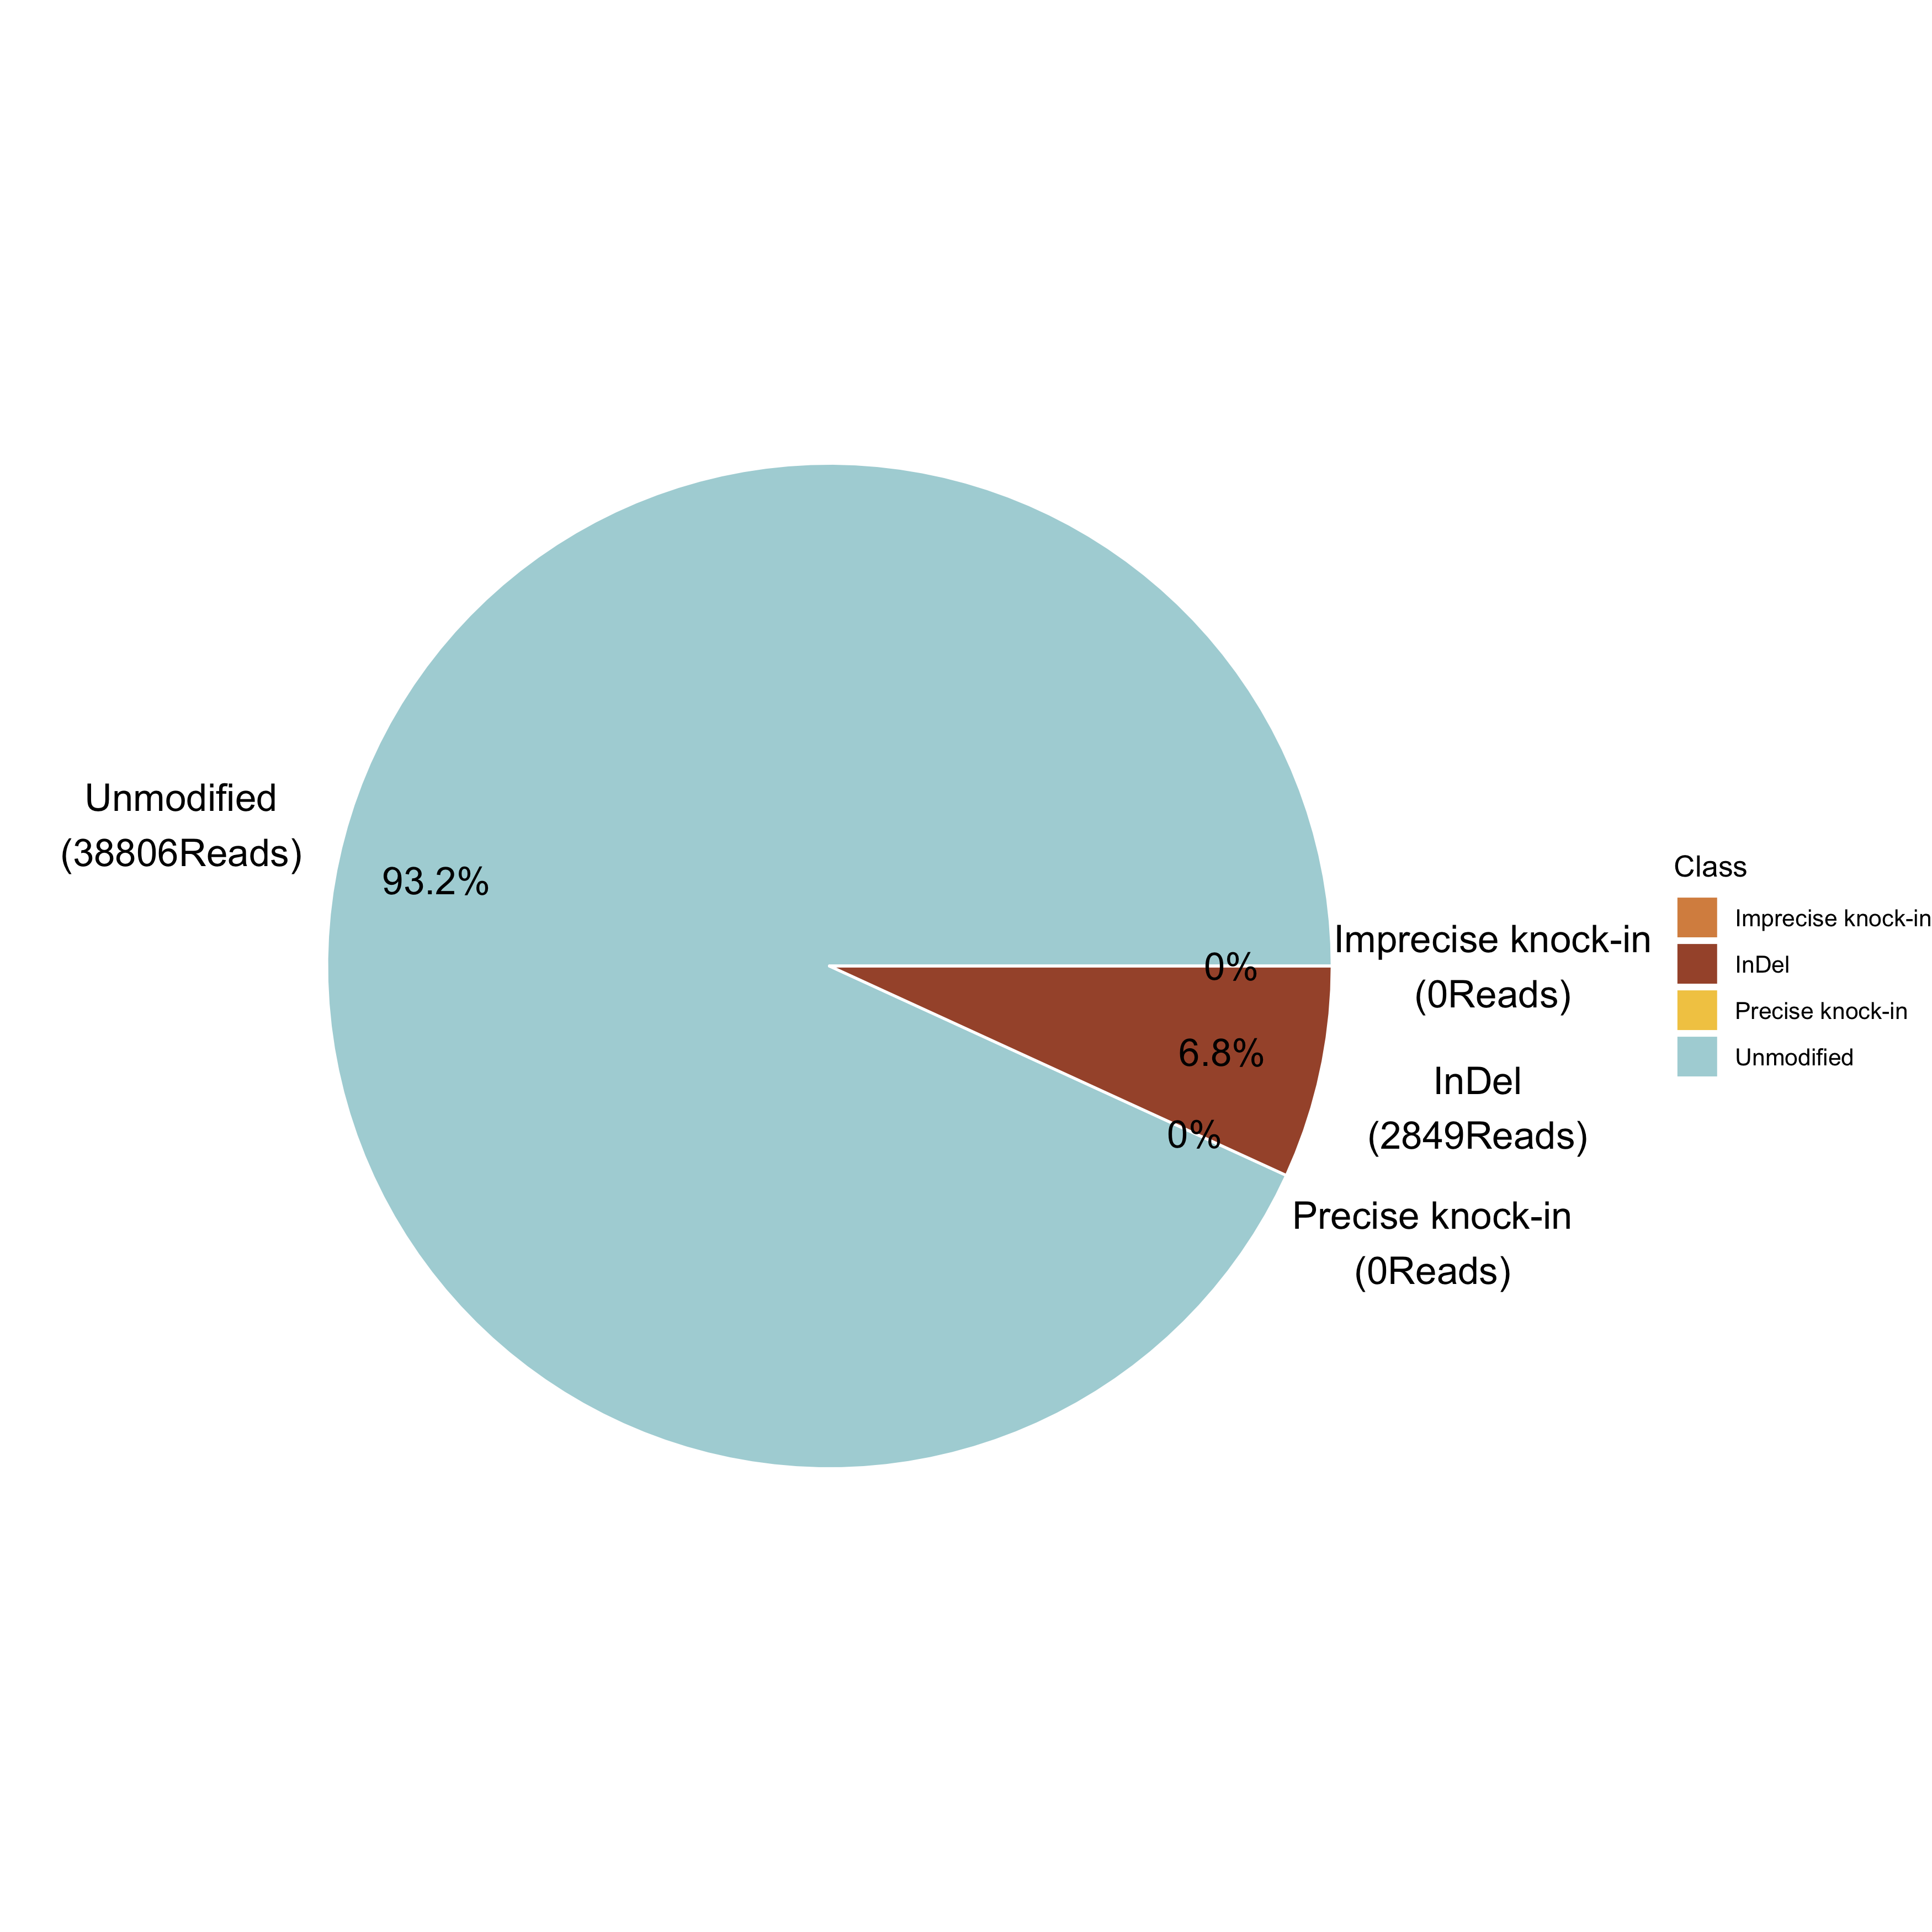 Unmodified
(38806Reads)
93.2%
0%
6.8%
0%
Imprecise knock-in
(0Reads)
InDel
(2849Reads)
Precise knock-in
(0Reads)
Class
Imprecise knock-in
InDel
Precise knock-in
Unmodified